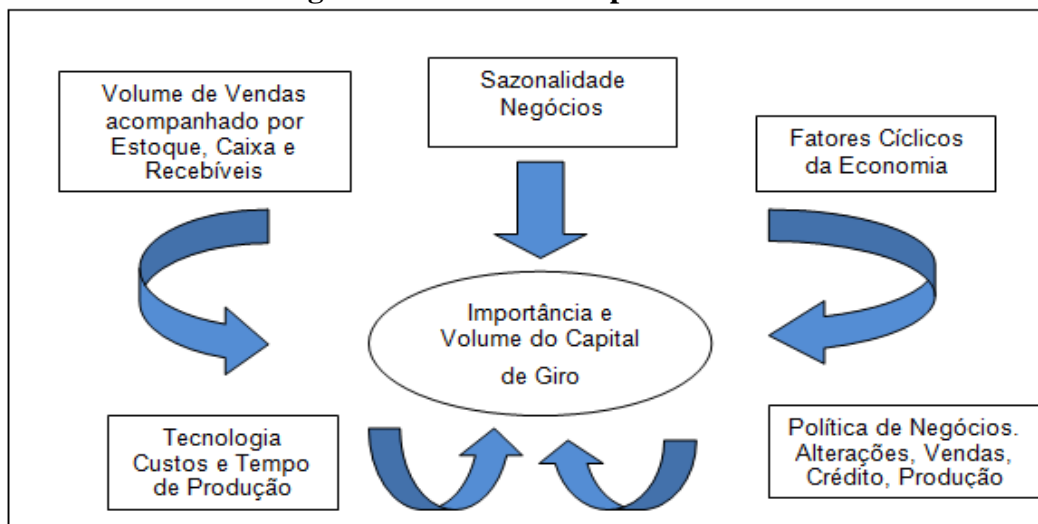 Volume de Vendas
acompanhado por
Estoque, Caixa e
Recebíveis
Sazonalidade
Negócios
Fatores Cíclicos
da Economia
Importância e
Volume do Capital
de Giro
Tecnologia
Custos e Tempo
de Produção
Política de Negócios.
Alterações, Vendas,
Crédito, Produção